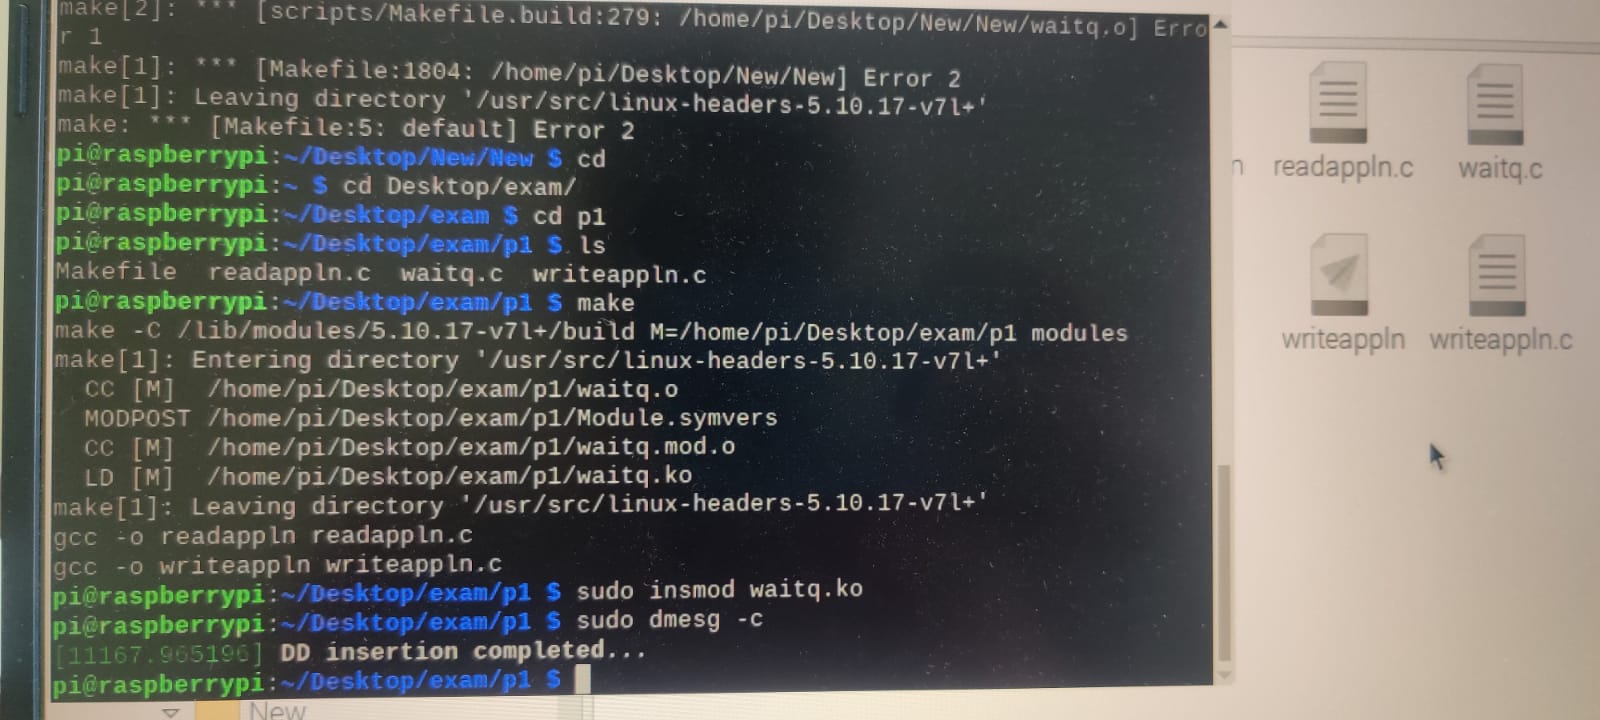 make[2]: *** [scripts/Makefile.build:279: /home/pi/Desktop/New/New/waitq.o] Erro
r 1
make[1]: *** [Makefile:1804: /home/pi/Desktop/New/New] Error 2
make[1]: Leaving directory '/usr/src/linux-headers-5.10.17-v7l+'
make: *** [Makefile:5: default] Error 2
pi@raspberrypi:~/Desktop/New/New $ cd
pi@raspberrypi:~ $ cd Desktop/exam/
pi@raspberrypi:~/Desktop/exam $ cd p1
pi@raspberrypi:~/Desktop/exam/p1 $ ls
Makefile readappln.c waitq.c writeappln.c
pi@raspberrypi:~/Desktop/exam/p1 $ make
make -C /lib/modules/5.10.17-v7l+/build M=/home/pi/Desktop/exam/p1 modules
make[1]: Entering directory '/usr/src/linux-headers-5.10.17-v7l+'
CC [M] /home/pi/Desktop/exam/p1/waitq.o
MODPOST /home/pi/Desktop/exam/p1/Module.symvers
CC [M] /home/pi/Desktop/exam/p1/waitq.mod.o
LD [M] /home/pi/Desktop/exam/p1/waitq.ko
make[1]: Leaving directory '/usr/src/linux-headers-5.10.17-v7l+'
gcc -o readappln readappln.c
gcc -o writeappln writeappln.c
pi@raspberrypi:~/Desktop/exam/p1 $ sudo insmod waitq.ko
pi@raspberrypi:~/Desktop/exam/p1 $ sudo dmesg -c
[11167.965196] DD insertion completed...
pi@raspberrypi:~/Desktop/exam/p1 $
readappln.c waitq.c
writeappln writeappln.c
New